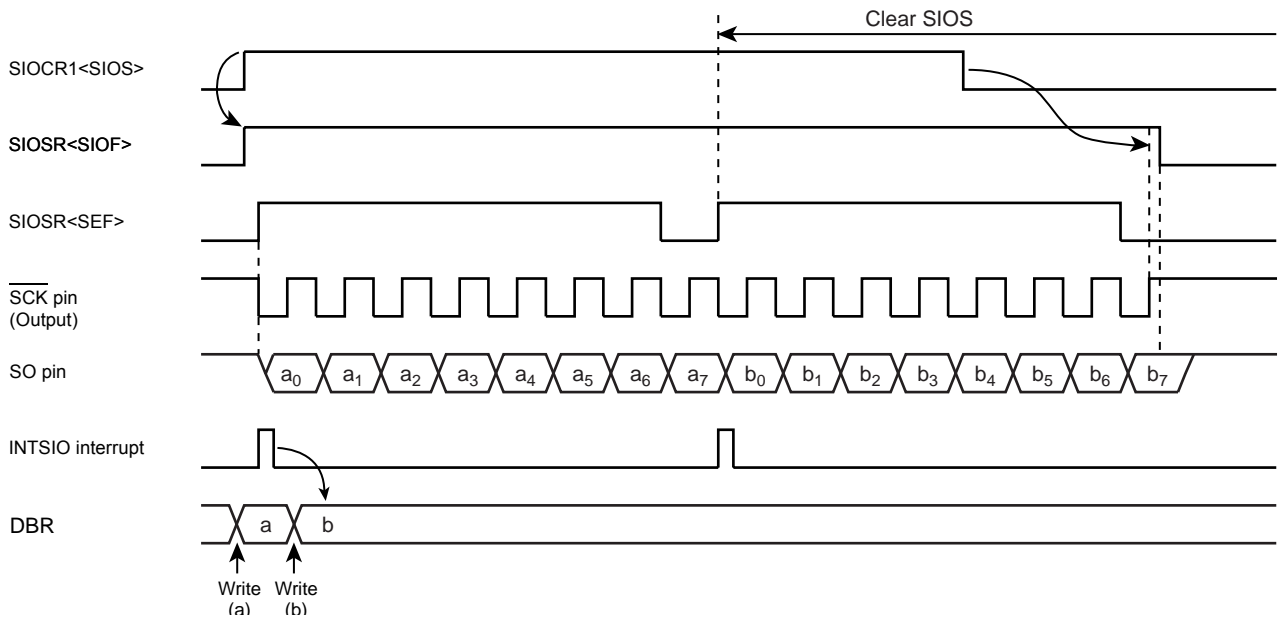 Clear SIOS
SIOCR1<SIOS>
SIOSR<SIOF>
SIOSR<SEF>
SCK pin
(Output)
SO pin
a0 a1 a2 a3 a4 a5 a6 a7 b0 b1 b2 b3 b4 b5 b6 b7
INTSIO interrupt
DBR
a b
Write Write
(a) (b)